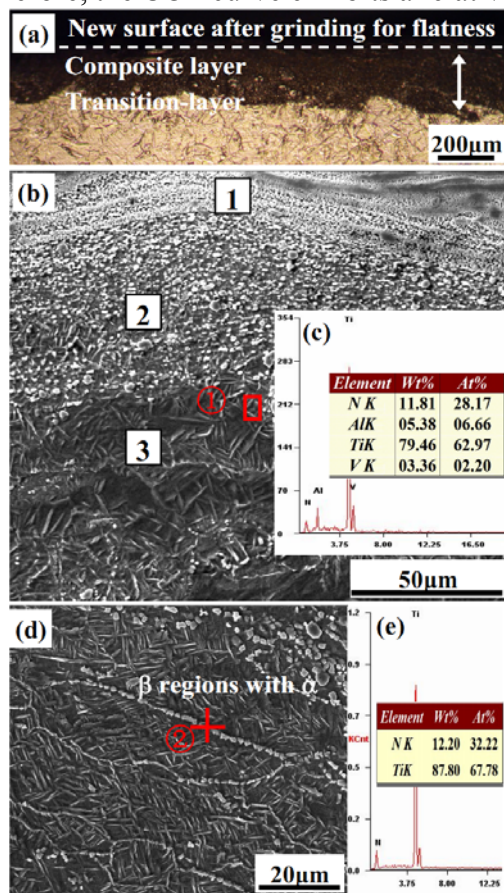 (a) New surface after grinding for flatness
Composite layer
Transition-layer
200μm
(b)
1
2
3
①
(c)
Ti
354
283
212
141
70
0
Element Wt% At%
N K 11.81 28.17
AlK 05.38 06.66
TiK 79.46 62.97
V K 03.36 02.20
N Al V
3.75 8.00 12.25 16.50
50μm
(d)
β regions with α
②
20μm
(e)
Ti
1.2
0.9
0.7
KCnt
0.5
0.2
0.0
Element Wt% At%
N K 12.20 32.22
TiK 87.80 67.78
N
3.75 8.00 12.